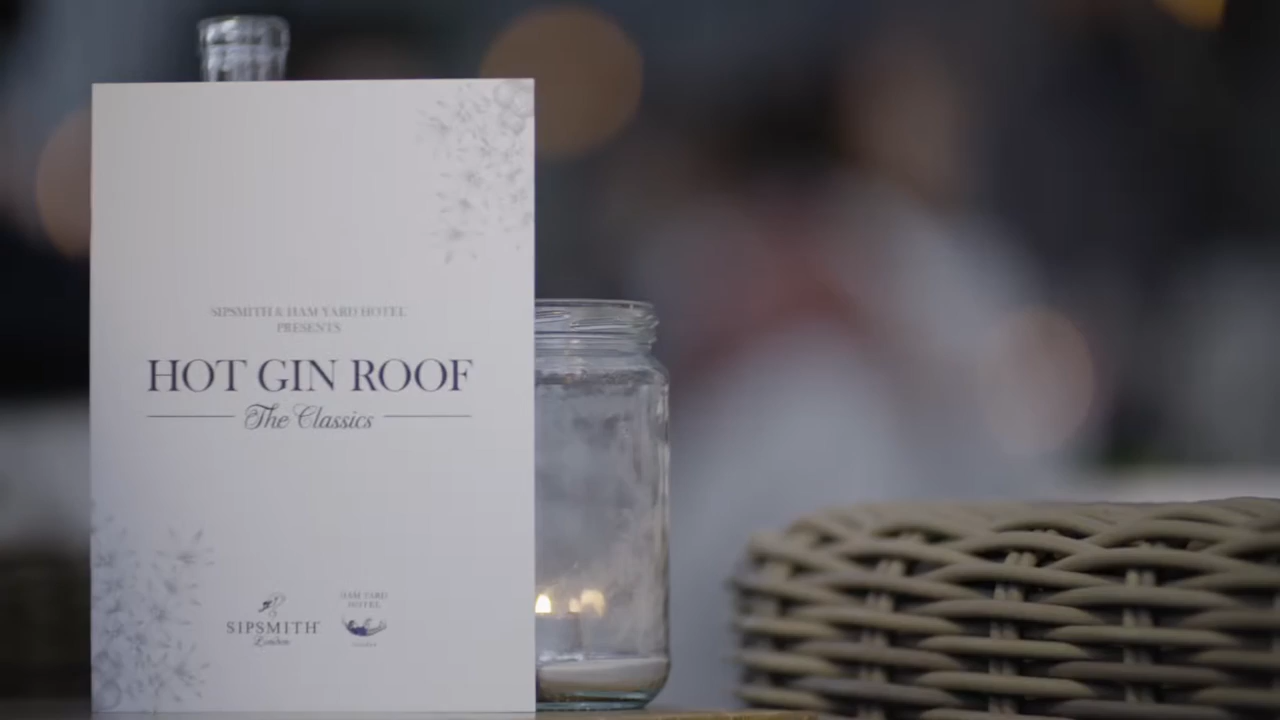 SIPSMITH & HAM YARD HOTEL
PRESENTS
HOT GIN ROOF
The Classics
SIPSMITH
London
HAM YARD
HOTEL